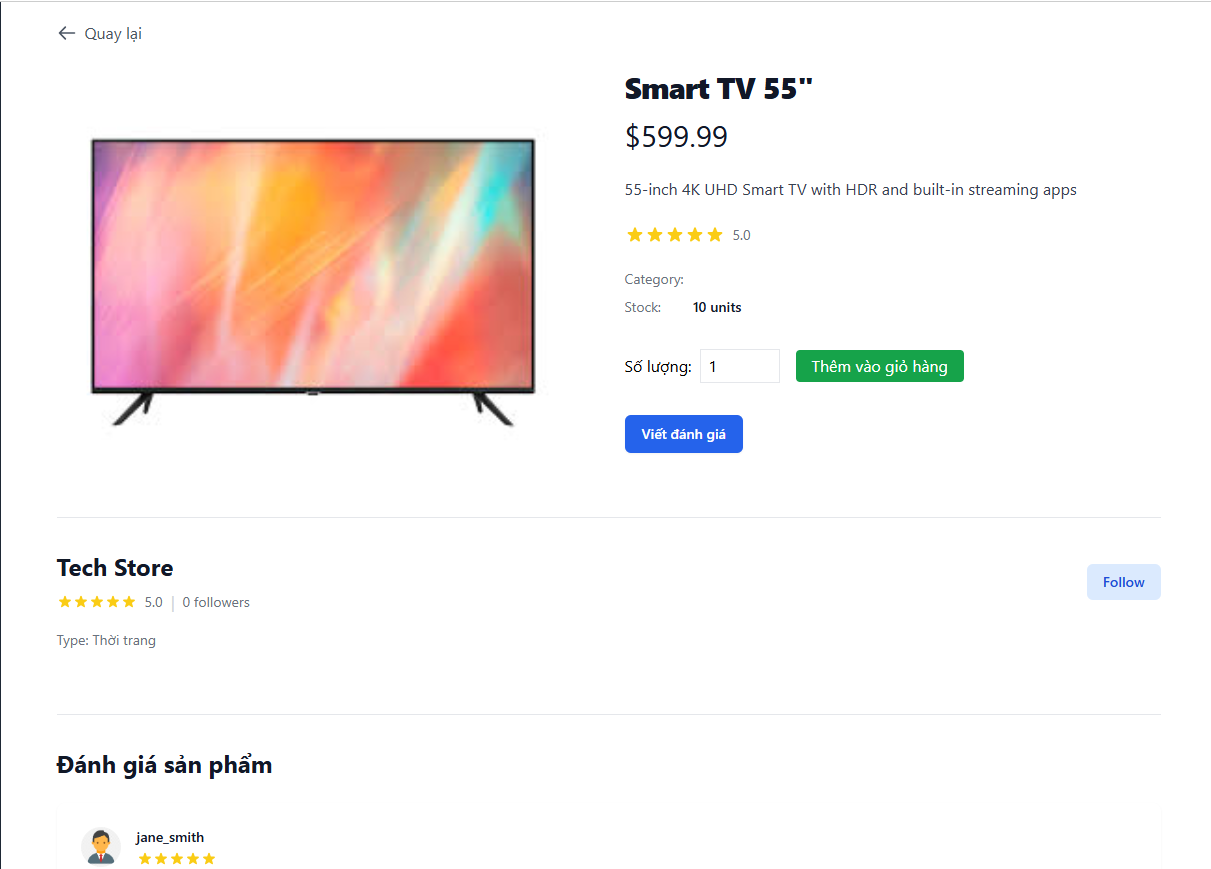 ← Quay lại
Smart TV 55"
$599.99
55-inch 4K UHD Smart TV with HDR and built-in streaming apps
5.0
Category:
Stock: 10 units
Số lượng: 1 Thêm vào giỏ hàng
Viết đánh giá
Tech Store
5.0 | 0 followers
Follow
Type: Thời trang
Đánh giá sản phẩm
jane_smith